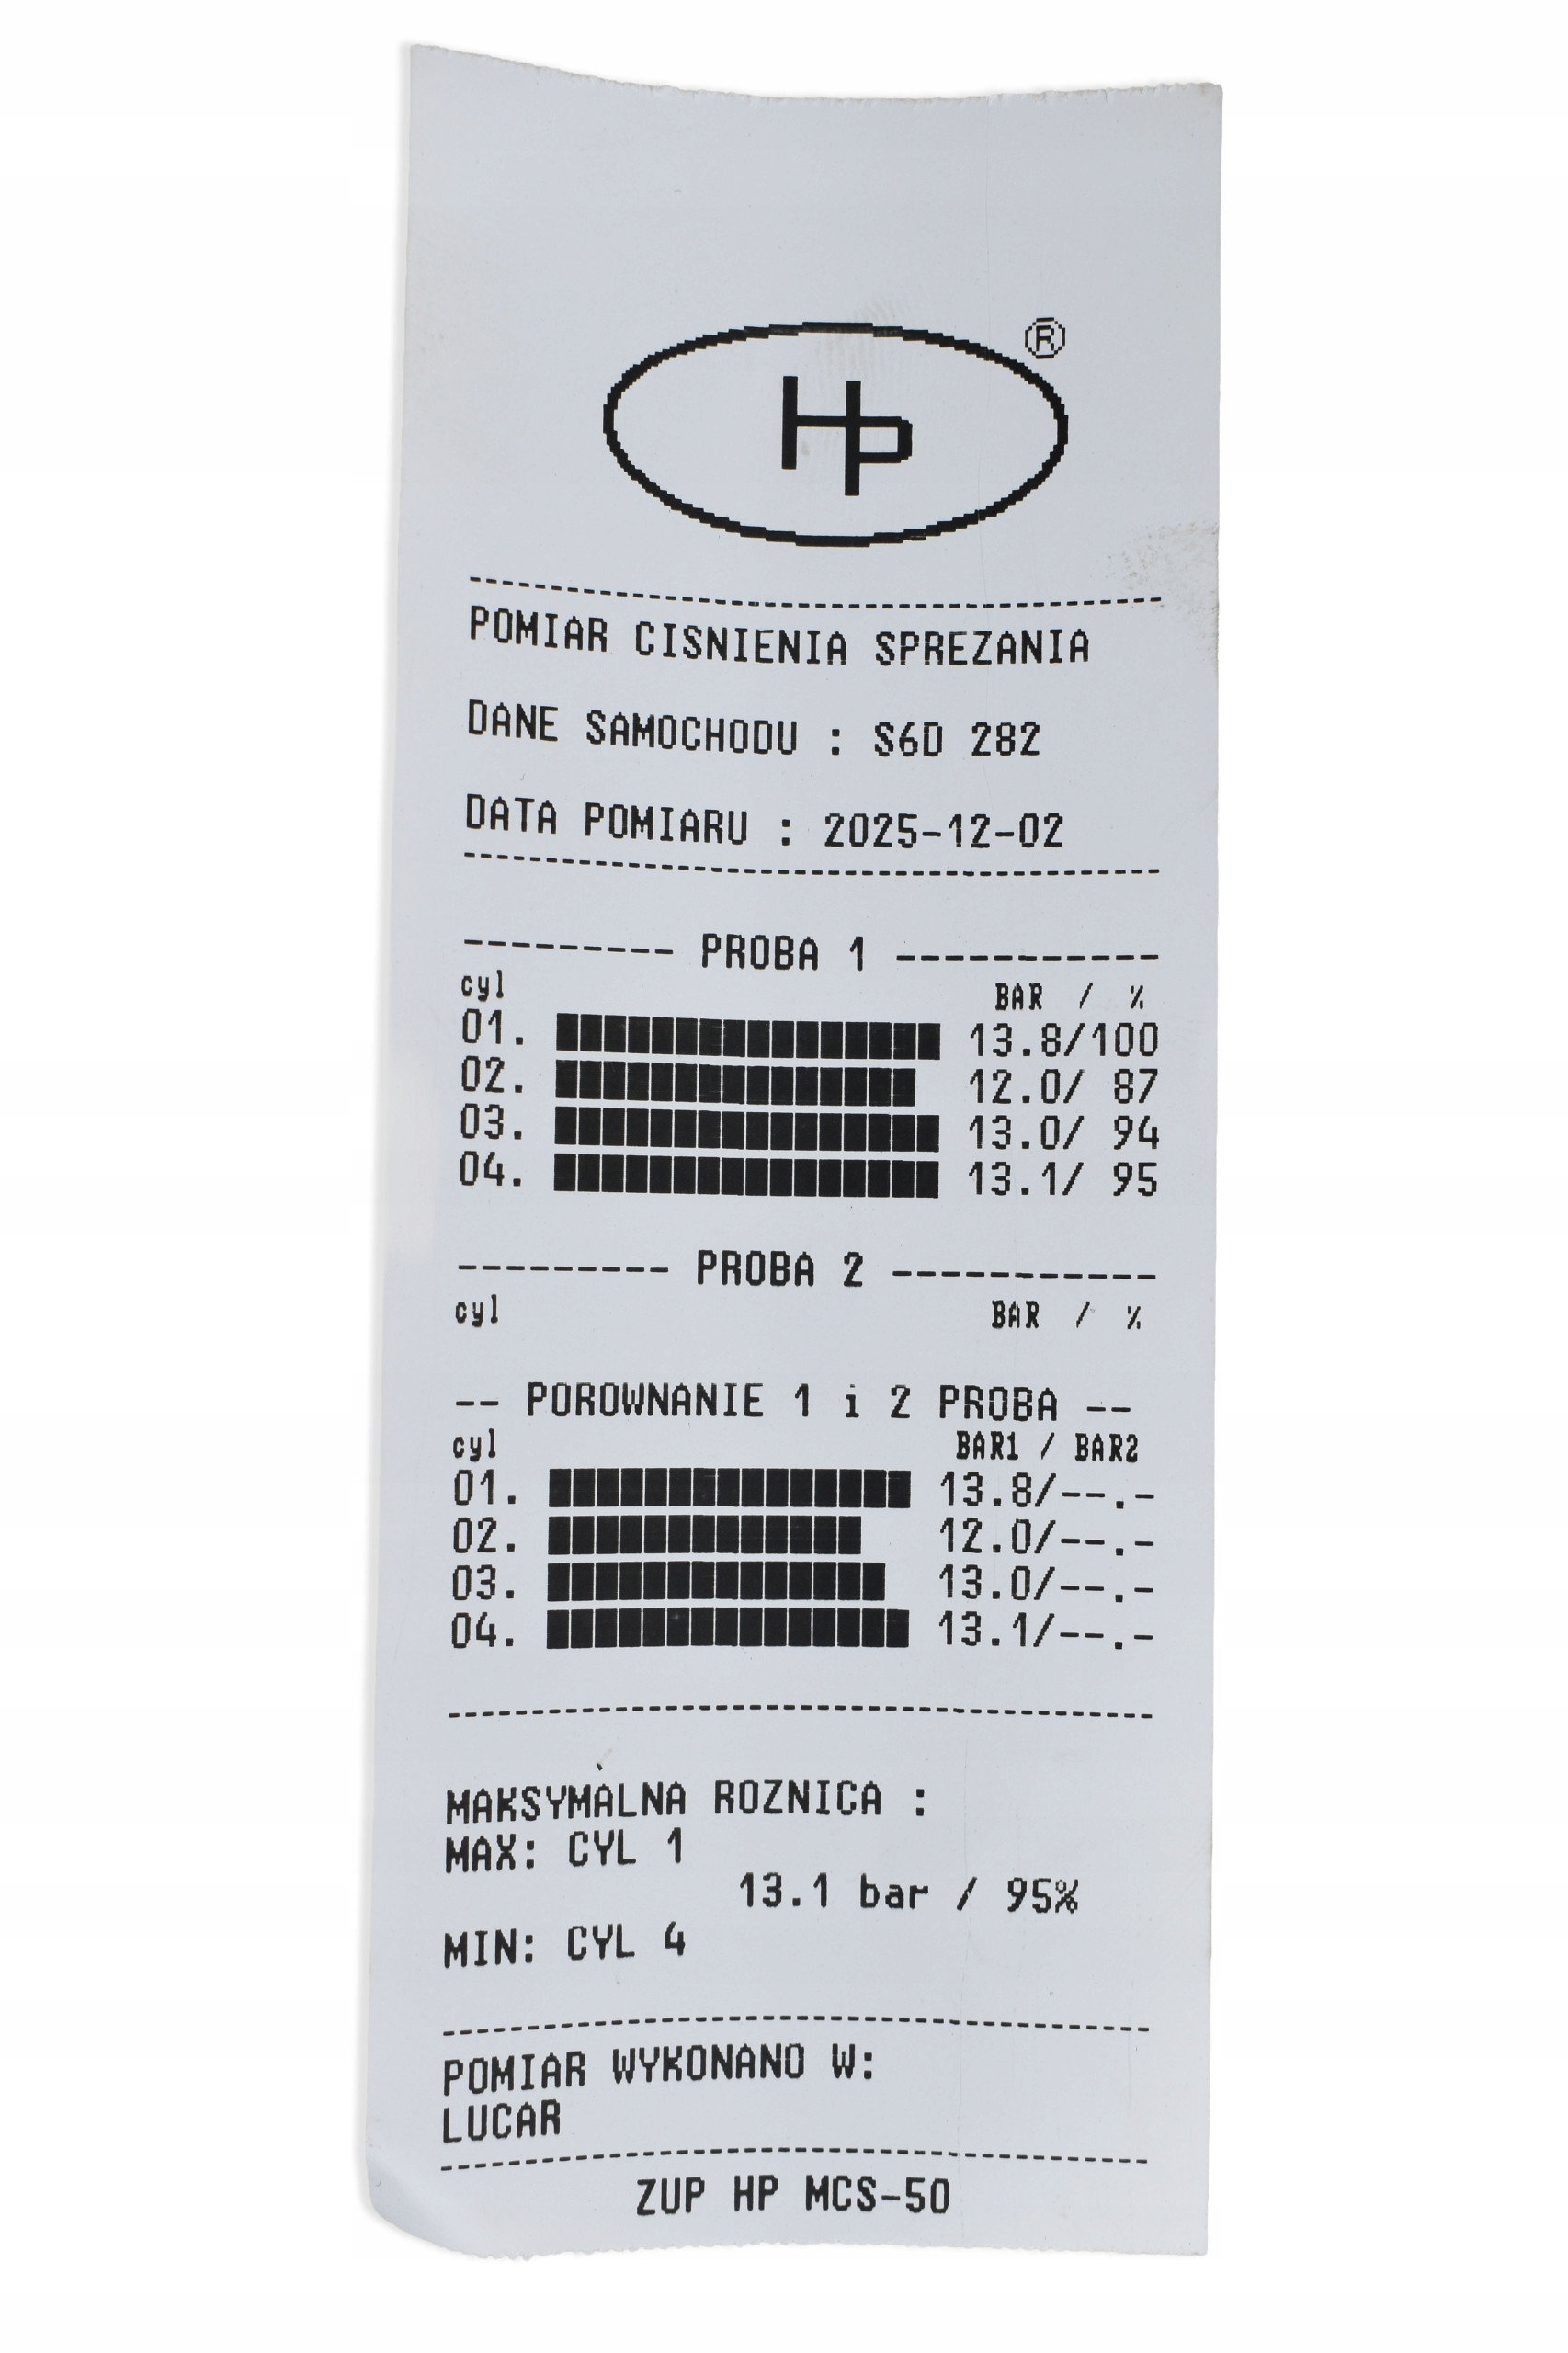 HP ®
POMIAR CISNIENIA SPREZANIA
DANE SAMOCHODU : S6D 282
DATA POMIARU : 2025-12-02
--------- PROBA 1 -----------
cyl BAR / %
01. 13.8/100
02. 12.0/ 87
03. 13.0/ 94
04. 13.1/ 95
--------- PROBA 2 -----------
cyl BAR / %
-- POROWNANIE 1 i 2 PROBA --
cyl BAR1 / BAR2
01. 13.8/--.-
02. 12.0/--.-
03. 13.0/--.-
04. 13.1/--.-
MAKSYMALNA ROZNICA :
MAX: CYL 1
13.1 bar / 95%
MIN: CYL 4
POMIAR WYKONANO W:
LUCAR
ZUP HP MCS-50